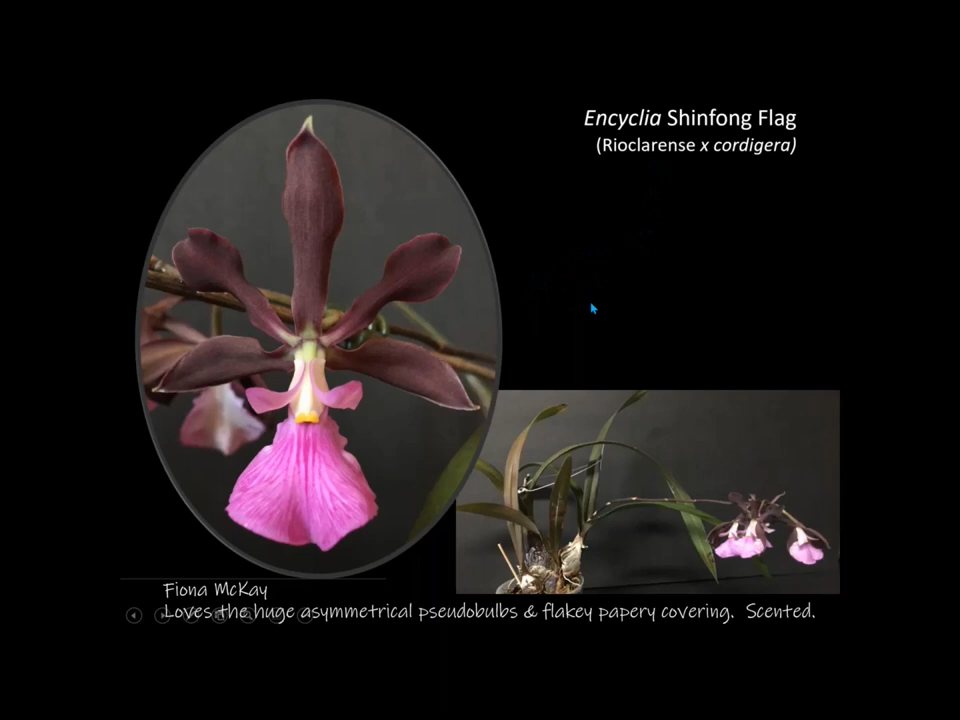 Encyclia Shinfong Flag
(Rioclarense x cordigera)
Fiona McKay
Loves the huge asymmetrical pseudobulbs & flakey papery covering. Scented.